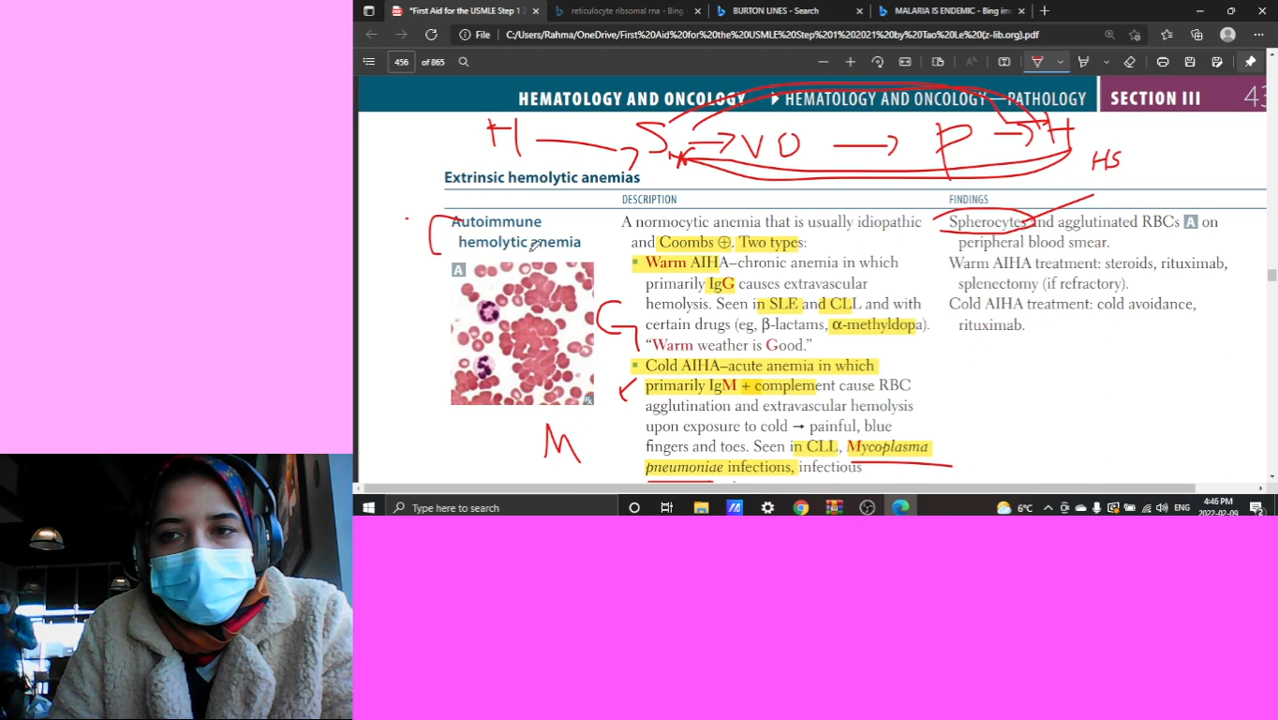 "First Aid for the USMLE Step 1 2
reticulocyte ribsomal rna - Bing
BURTON LINES - Search
MALARIA IS ENDEMIC - Bing im
File C:/Users/Rahma/OneDrive/First%20Aid%20for%20the%20USMLE%20Step%201%202021%20by%20Tao%20Le%20(z-lib.org).pdf
456 of 865
HEMATOLOGY AND ONCOLOGY HEMATOLOGY AND ONCOLOGY—PATHOLOGY SECTION III 43
H → S → VO → P → H
HS
Extrinsic hemolytic anemias
DESCRIPTION FINDINGS
Autoimmune
hemolytic anemia
A
A normocytic anemia that is usually idiopathic
and Coombs ⊕. Two types:
▪ Warm AIHA–chronic anemia in which
primarily IgG causes extravascular
hemolysis. Seen in SLE and CLL and with
certain drugs (eg, β-lactams, α-methyldopa).
"Warm weather is Good."
▪ Cold AIHA–acute anemia in which
primarily IgM + complement cause RBC
agglutination and extravascular hemolysis
upon exposure to cold → painful, blue
fingers and toes. Seen in CLL, Mycoplasma
pneumoniae infections, infectious
G
M
Spherocytes and agglutinated RBCs A on
peripheral blood smear.
Warm AIHA treatment: steroids, rituximab,
splenectomy (if refractory).
Cold AIHA treatment: cold avoidance,
rituximab.
Type here to search
6°C
ENG
4:46 PM
2022-02-09